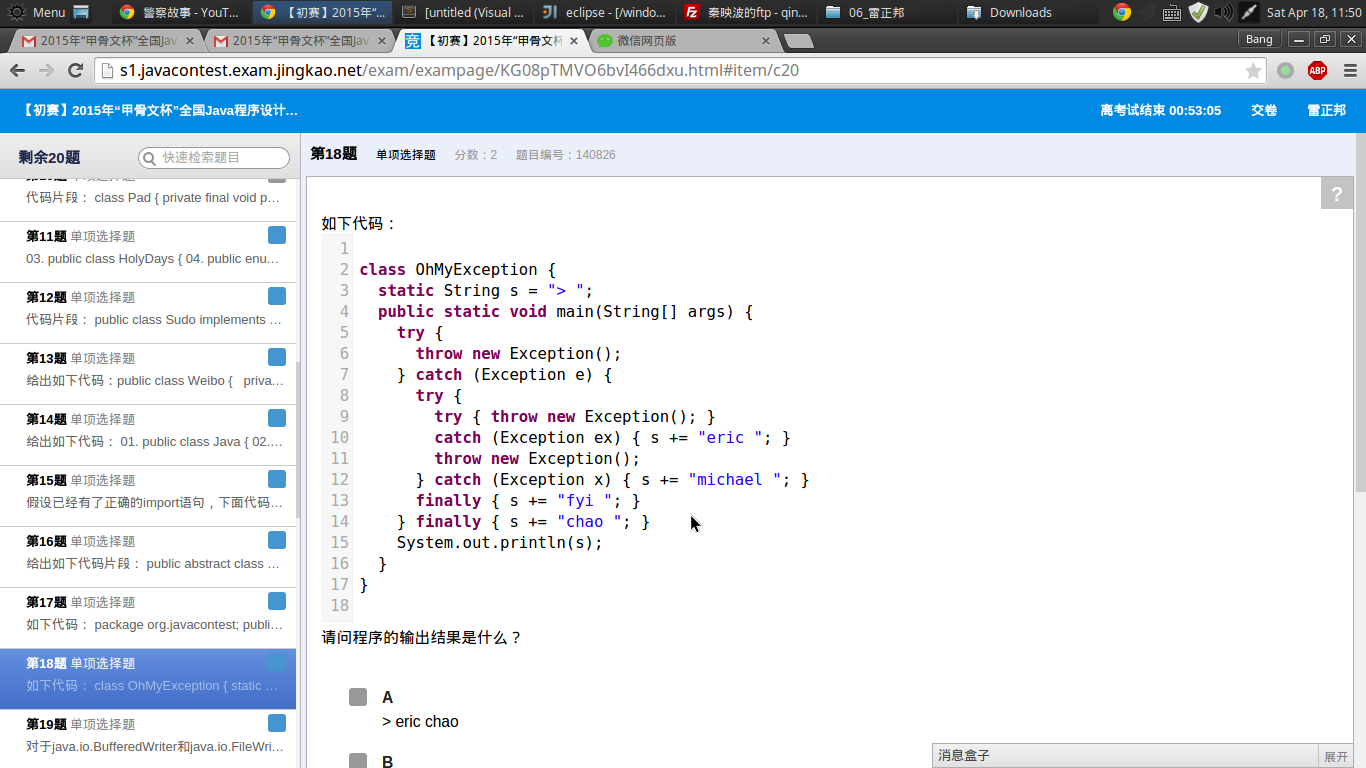 Menu
警察故事 - YouT...
【初赛】2015年“...
[untitled (Visual ...
eclipse - [/windo...
秦映波的ftp - qin...
06_雷正邦
Downloads
Sat Apr 18, 11:50
2015年“甲骨文杯”全国Jav
2015年“甲骨文杯”全国Jav
【初赛】2015年“甲骨文杯
微信网页版
Bang
s1.javacontest.exam.jingkao.net/exam/exampage/KG08pTMVO6bvI466dxu.html#item/c20
ABP
【初赛】2015年“甲骨文杯”全国Java程序设计…
离考试结束 00:53:05
交卷
雷正邦
剩余20题
快速检索题目
代码片段： class Pad { private final void p…
第11题 单项选择题
03. public class HolyDays { 04. public enu…
第12题 单项选择题
代码片段： public class Sudo implements …
第13题 单项选择题
给出如下代码：public class Weibo { priva…
第14题 单项选择题
给出如下代码： 01. public class Java { 02.…
第15题 单项选择题
假设已经有了正确的import语句，下面代码…
第16题 单项选择题
给出如下代码片段： public abstract class …
第17题 单项选择题
如下代码： package org.javacontest; publi…
第18题 单项选择题
如下代码： class OhMyException { static …
第19题 单项选择题
对于java.io.BufferedWriter和java.io.FileWri…
第18题 单项选择题 分数：2 题目编号：140826
?
如下代码：
1
2 class OhMyException {
3 static String s = "> ";
4 public static void main(String[] args) {
5 try {
6 throw new Exception();
7 } catch (Exception e) {
8 try {
9 try { throw new Exception(); }
10 catch (Exception ex) { s += "eric "; }
11 throw new Exception();
12 } catch (Exception x) { s += "michael "; }
13 finally { s += "fyi "; }
14 } finally { s += "chao "; }
15 System.out.println(s);
16 }
17 }
18
请问程序的输出结果是什么？
A
> eric chao
B
消息盒子
展开